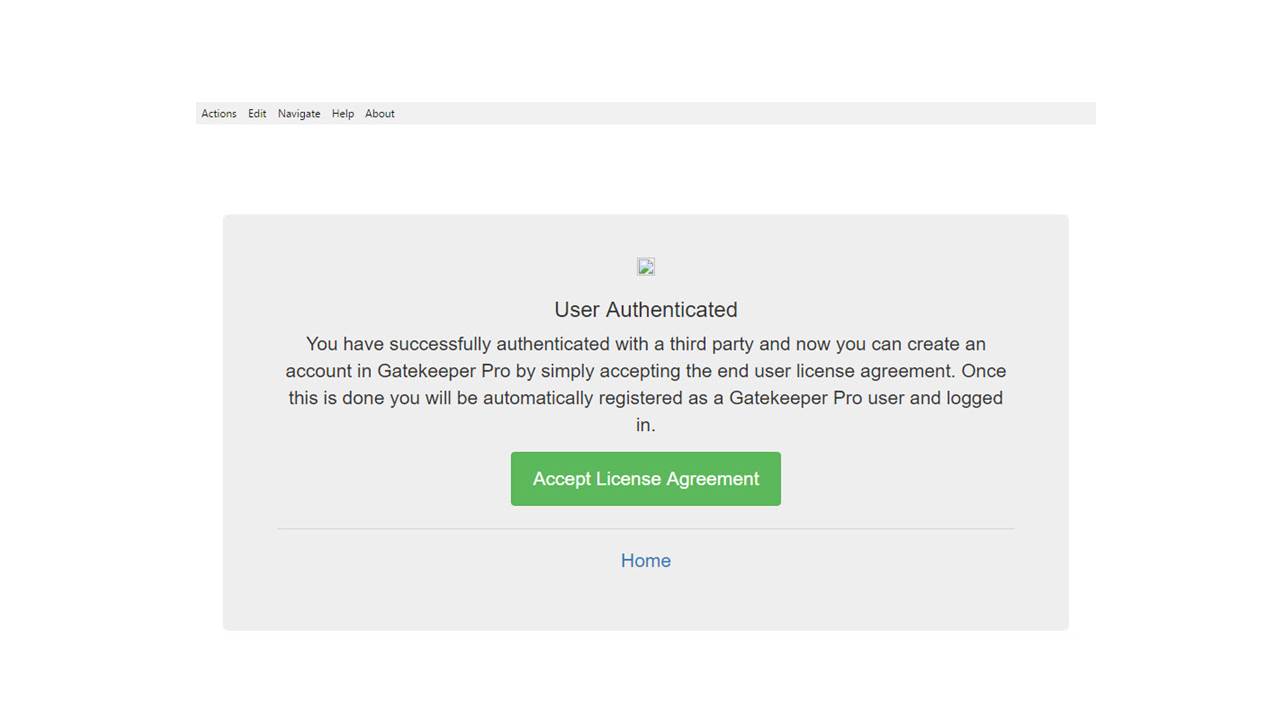 Actions Edit Navigate Help About
User Authenticated
You have successfully authenticated with a third party and now you can create an
account in Gatekeeper Pro by simply accepting the end user license agreement. Once
this is done you will be automatically registered as a Gatekeeper Pro user and logged
in.
Accept License Agreement
Home